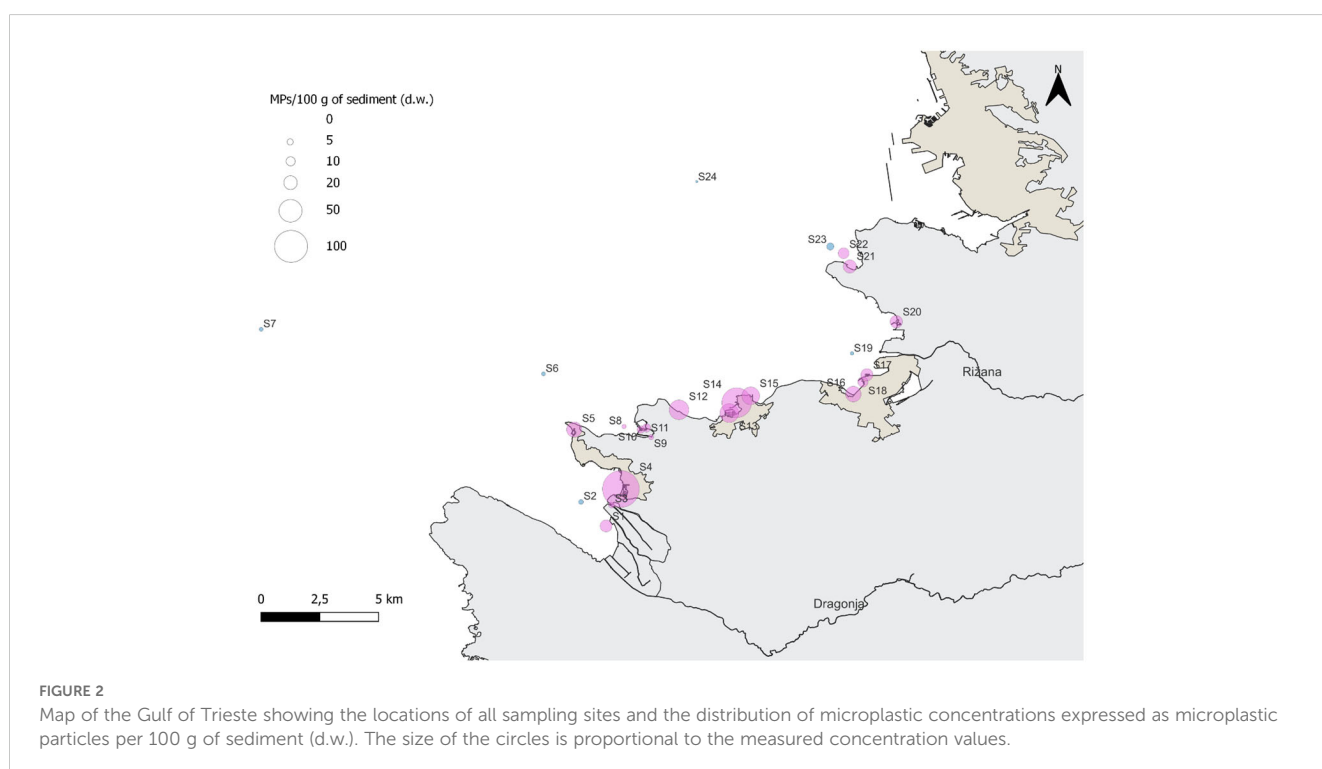 N
MPs/100 g of sediment (d.w.)
0
5
10
20
50
100
S24
S23
S22
S21
S7
S20
S19
S6
S17
Rižana
S16
S14
S15
S18
S12
S5
S8
S13
S11
S10
S9
S4
S2
S3
S1
Dragonja
0 2,5 5 km
FIGURE 2
Map of the Gulf of Trieste showing the locations of all sampling sites and the distribution of microplastic concentrations expressed as microplastic
particles per 100 g of sediment (d.w.). The size of the circles is proportional to the measured concentration values.